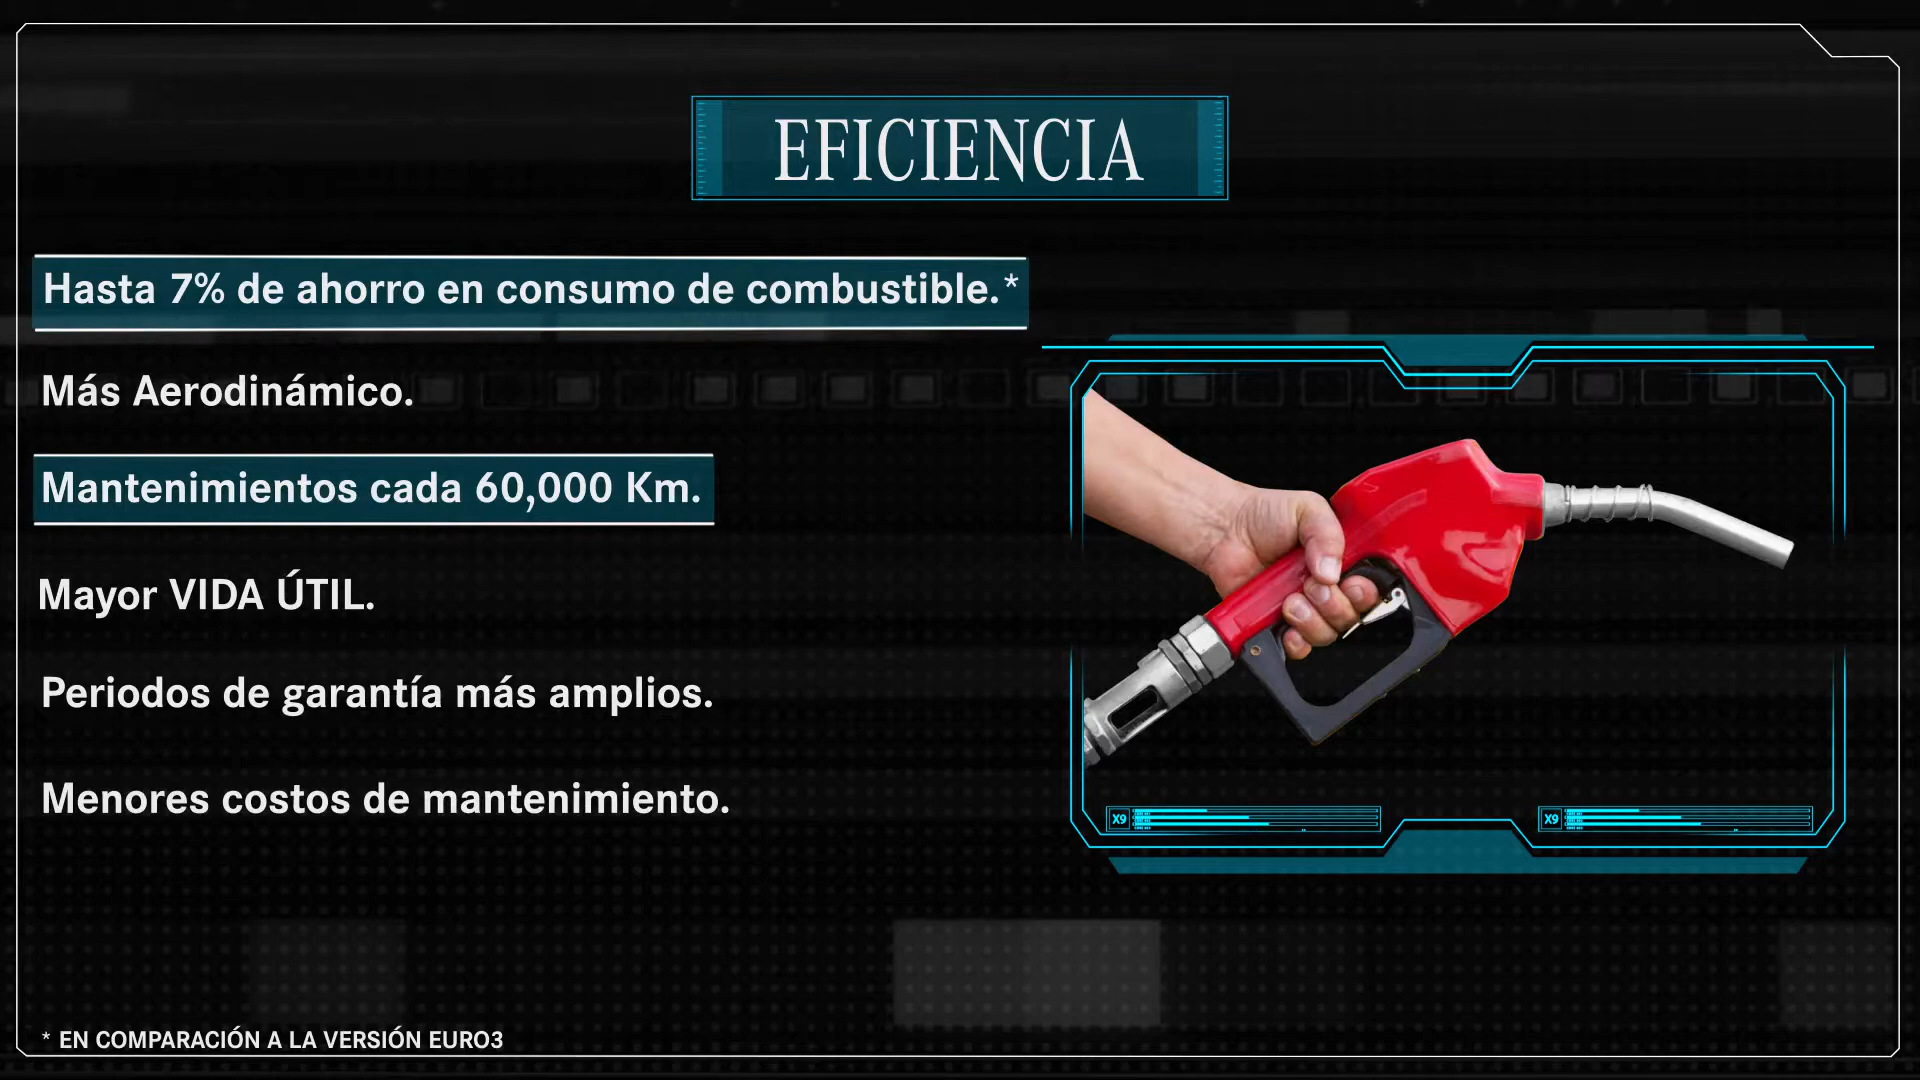 EFICIENCIA
Hasta 7% de ahorro en consumo de combustible.*
Más Aerodinámico.
Mantenimientos cada 60,000 Km.
Mayor VIDA ÚTIL.
Periodos de garantía más amplios.
Menores costos de mantenimiento.
X9
X9
* EN COMPARACIÓN A LA VERSIÓN EURO3